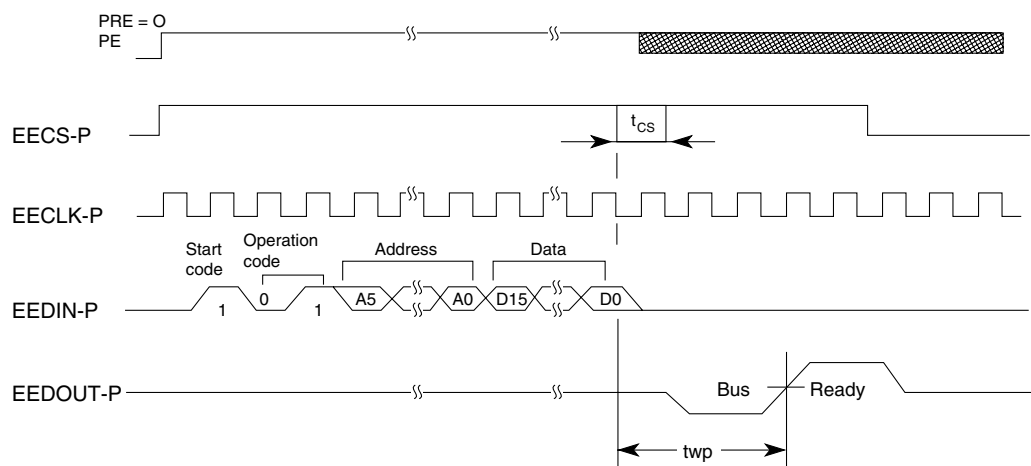 PRE = O
PE
EECS-P
tCS
EECLK-P
Start code
Operation code
Address
Data
EEDIN-P
1
0
1
A5
A0
D15
D0
EEDOUT-P
Bus
Ready
twp